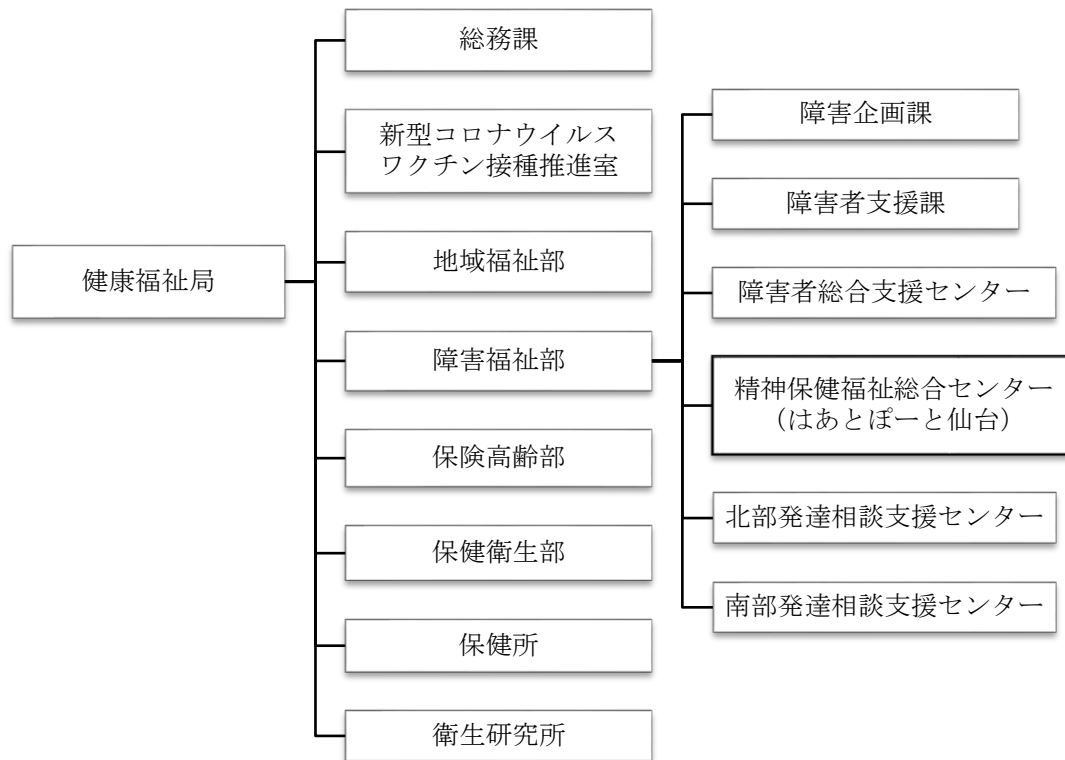 健康福祉局
総務課
新型コロナウイルス
ワクチン接種推進室
地域福祉部
障害福祉部
保険高齢部
保健衛生部
保健所
衛生研究所
障害企画課
障害者支援課
障害者総合支援センター
精神保健福祉総合センター
（はあとぽーと仙台）
北部発達相談支援センター
南部発達相談支援センター